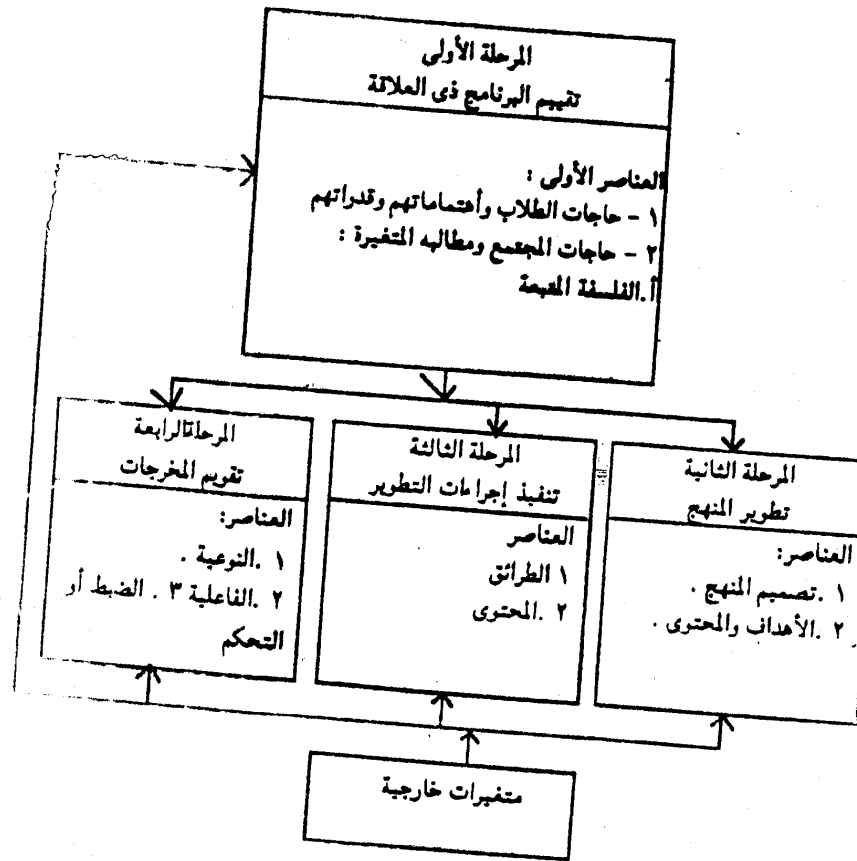 المرحلة الأولى
تقييم البرنامج ذى العلاقة
العناصر الأولى :
١ - حاجات الطلاب وأهتماماتهم وقدراتهم
٢ - حاجات المجتمع ومطالبه المتغيرة :
أ.الفلسفة المتبعة
المرحلة الثانية
تطوير المنهج
العناصر:
١ .تصميم المنهج .
٢ .الأهداف والمحتوى .
المرحلة الثالثة
تنفيذ إجراءات التطوير
العناصر
١ الطرائق
٢ .المحتوى
المرحلةالرابعة
تقويم المخرجات
العناصر:
١ .النوعية .
٢ .الفاعلية ٣ . الضبط أو
التحكم
متغيرات خارجية